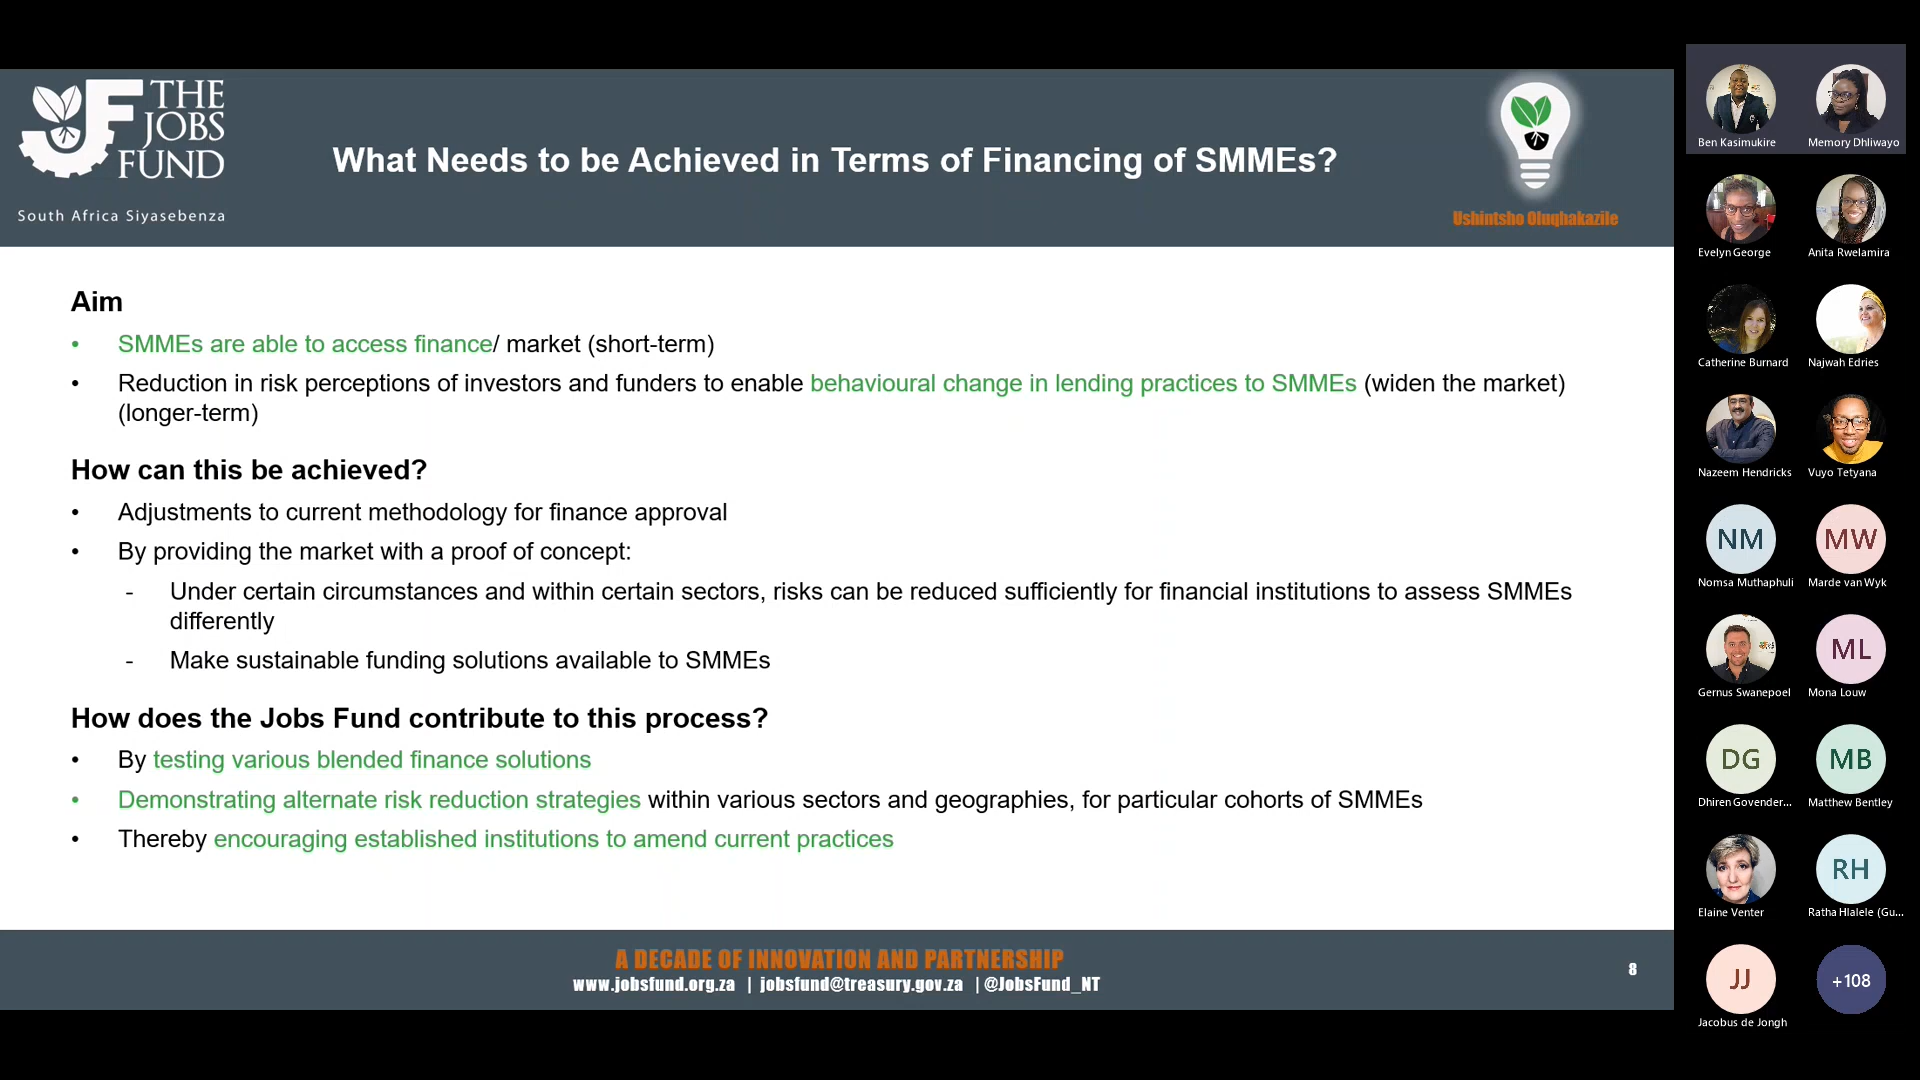 THE
JOBS
FUND
South Africa Siyasebenza
What Needs to be Achieved in Terms of Financing of SMMEs?
Ushintsho Oluqhakazile
Aim
• SMMEs are able to access finance/ market (short-term)
• Reduction in risk perceptions of investors and funders to enable behavioural change in lending practices to SMMEs (widen the market)
(longer-term)
How can this be achieved?
• Adjustments to current methodology for finance approval
• By providing the market with a proof of concept:
- Under certain circumstances and within certain sectors, risks can be reduced sufficiently for financial institutions to assess SMMEs
differently
- Make sustainable funding solutions available to SMMEs
How does the Jobs Fund contribute to this process?
• By testing various blended finance solutions
• Demonstrating alternate risk reduction strategies within various sectors and geographies, for particular cohorts of SMMEs
• Thereby encouraging established institutions to amend current practices
A DECADE OF INNOVATION AND PARTNERSHIP
www.jobsfund.org.za | jobsfund@treasury.gov.za | @JobsFund_NT
8
Ben Kasimukire
Memory Dhliwayo
Evelyn George
Anita Rwelamira
Catherine Burnard
Najwah Edries
Nazeem Hendricks
Vuyo Tetyana
NM
MW
Nomsa Muthaphuli
Marde van Wyk
ML
Gernus Swanepoel
Mona Louw
DG
MB
Dhiren Govender...
Matthew Bentley
RH
Elaine Venter
Ratha Hlalele (Gu...
JJ
+108
Jacobus de Jongh